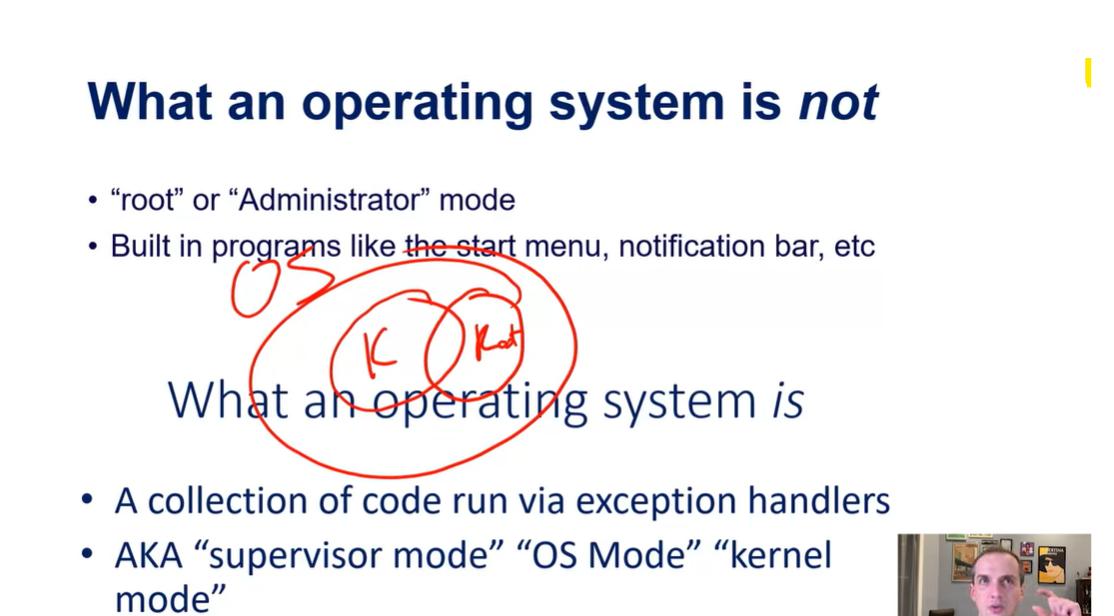 What an operating system is not
• “root” or “Administrator” mode
• Built in programs like the start menu, notification bar, etc
OS
K
Root
What an operating system is
• A collection of code run via exception handlers
• AKA “supervisor mode” “OS Mode” “kernel
mode”